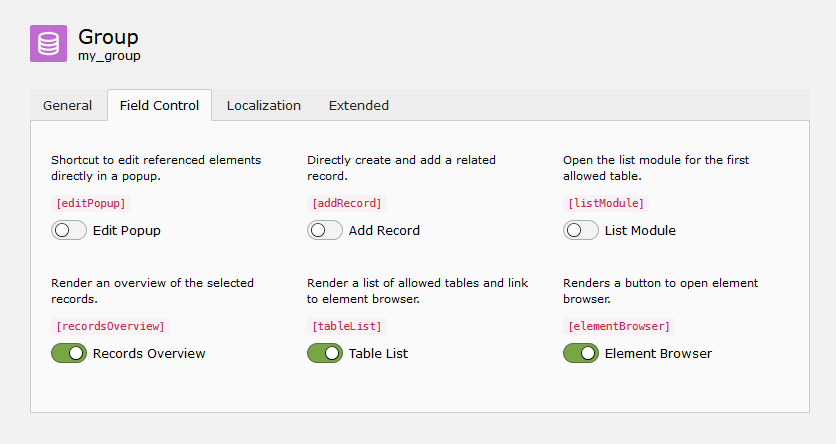 Group
my_group
General
Field Control
Localization
Extended
Shortcut to edit referenced elements
directly in a popup.
[editPopup]
Edit Popup
Directly create and add a related
record.
[addRecord]
Add Record
Open the list module for the first
allowed table.
[listModule]
List Module
Render an overview of the selected
records.
[recordsOverview]
Records Overview
Render a list of allowed tables and link
to element browser.
[tableList]
Table List
Renders a button to open element
browser.
[elementBrowser]
Element Browser